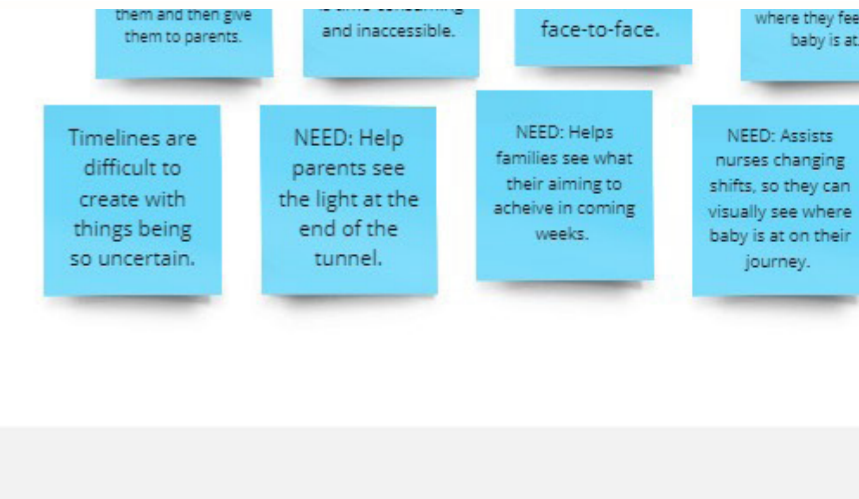 them and then give
them to parents.
is time consuming
and inaccessible.
face-to-face.
where they fee
baby is at
Timelines are
difficult to
create with
things being
so uncertain.
NEED: Help
parents see
the light at the
end of the
tunnel.
NEED: Helps
families see what
their aiming to
acheive in coming
weeks.
NEED: Assists
nurses changing
shifts, so they can
visually see where
baby is at on their
journey.